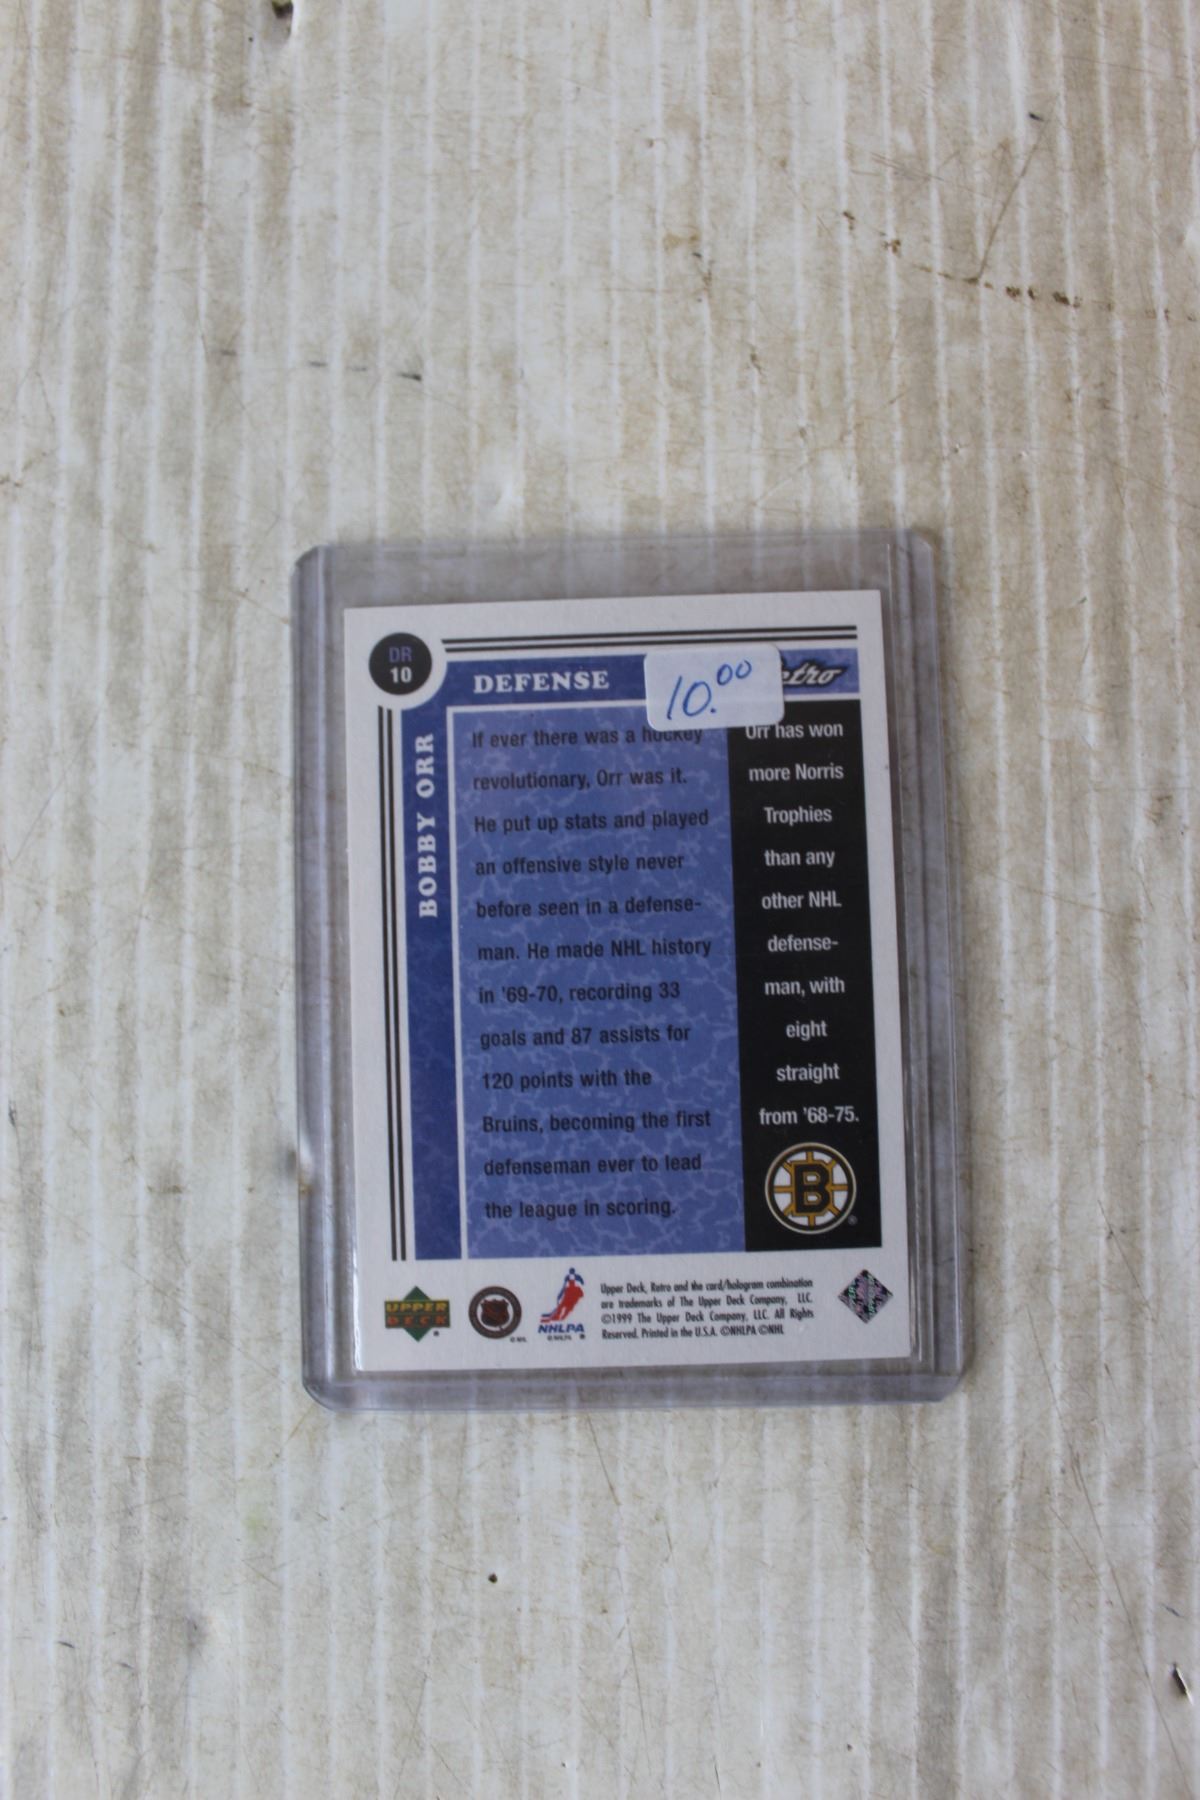 DR
10
DEFENSE
10.00
etro
BOBBY ORR
If ever there was a hockey
revolutionary, Orr was it.
He put up stats and played
an offensive style never
before seen in a defense-
man. He made NHL history
in '69-70, recording 33
goals and 87 assists for
120 points with the
Bruins, becoming the first
defenseman ever to lead
the league in scoring.
Orr has won
more Norris
Trophies
than any
other NHL
defense-
man, with
eight
straight
from '68-75.
B
®
UPPER
DECK
NHLPA
Upper Deck, Retro and the card/hologram combination
are trademarks of The Upper Deck Company, LLC.
©1999 The Upper Deck Company, LLC. All Rights
Reserved. Printed in the U.S.A. ©NHLPA ©NHL